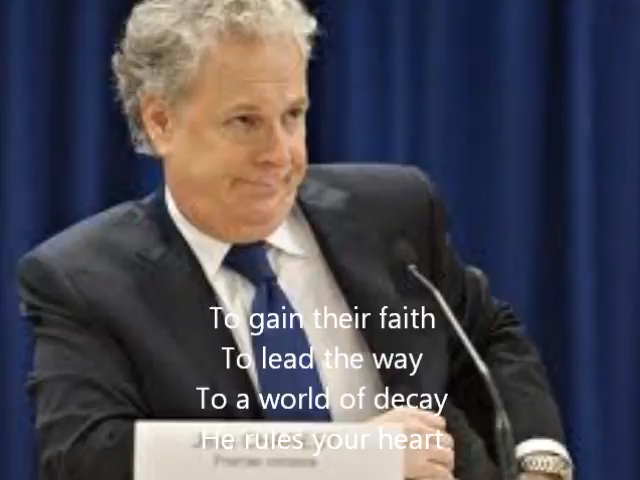 To gain their faith
To lead the way
To a world of decay
He rules your heart